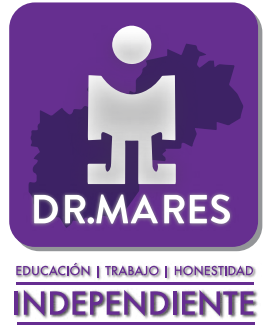 DR.MARES
EDUCACIÓN | TRABAJO | HONESTIDAD
INDEPENDIENTE